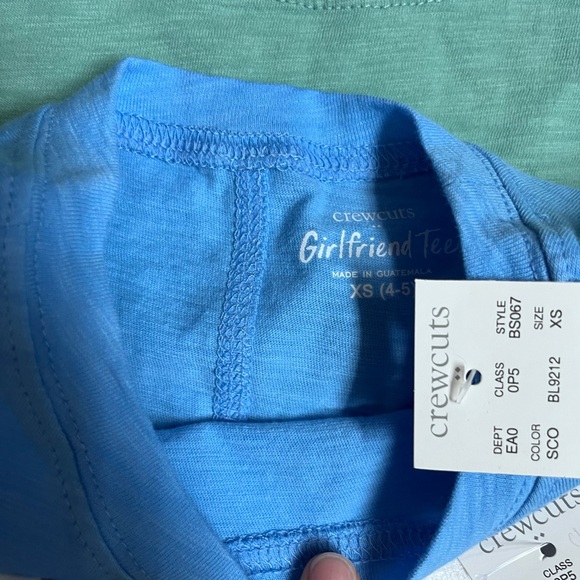 crewcuts
Girlfriend Tee
MADE IN GUATEMALA
XS (4-5)
crewcuts
STYLE
BS067
SIZE
XS
CLASS
0P5
BL9212
DEPT
EA0
COLOR
SCO
crewcuts
CLASS